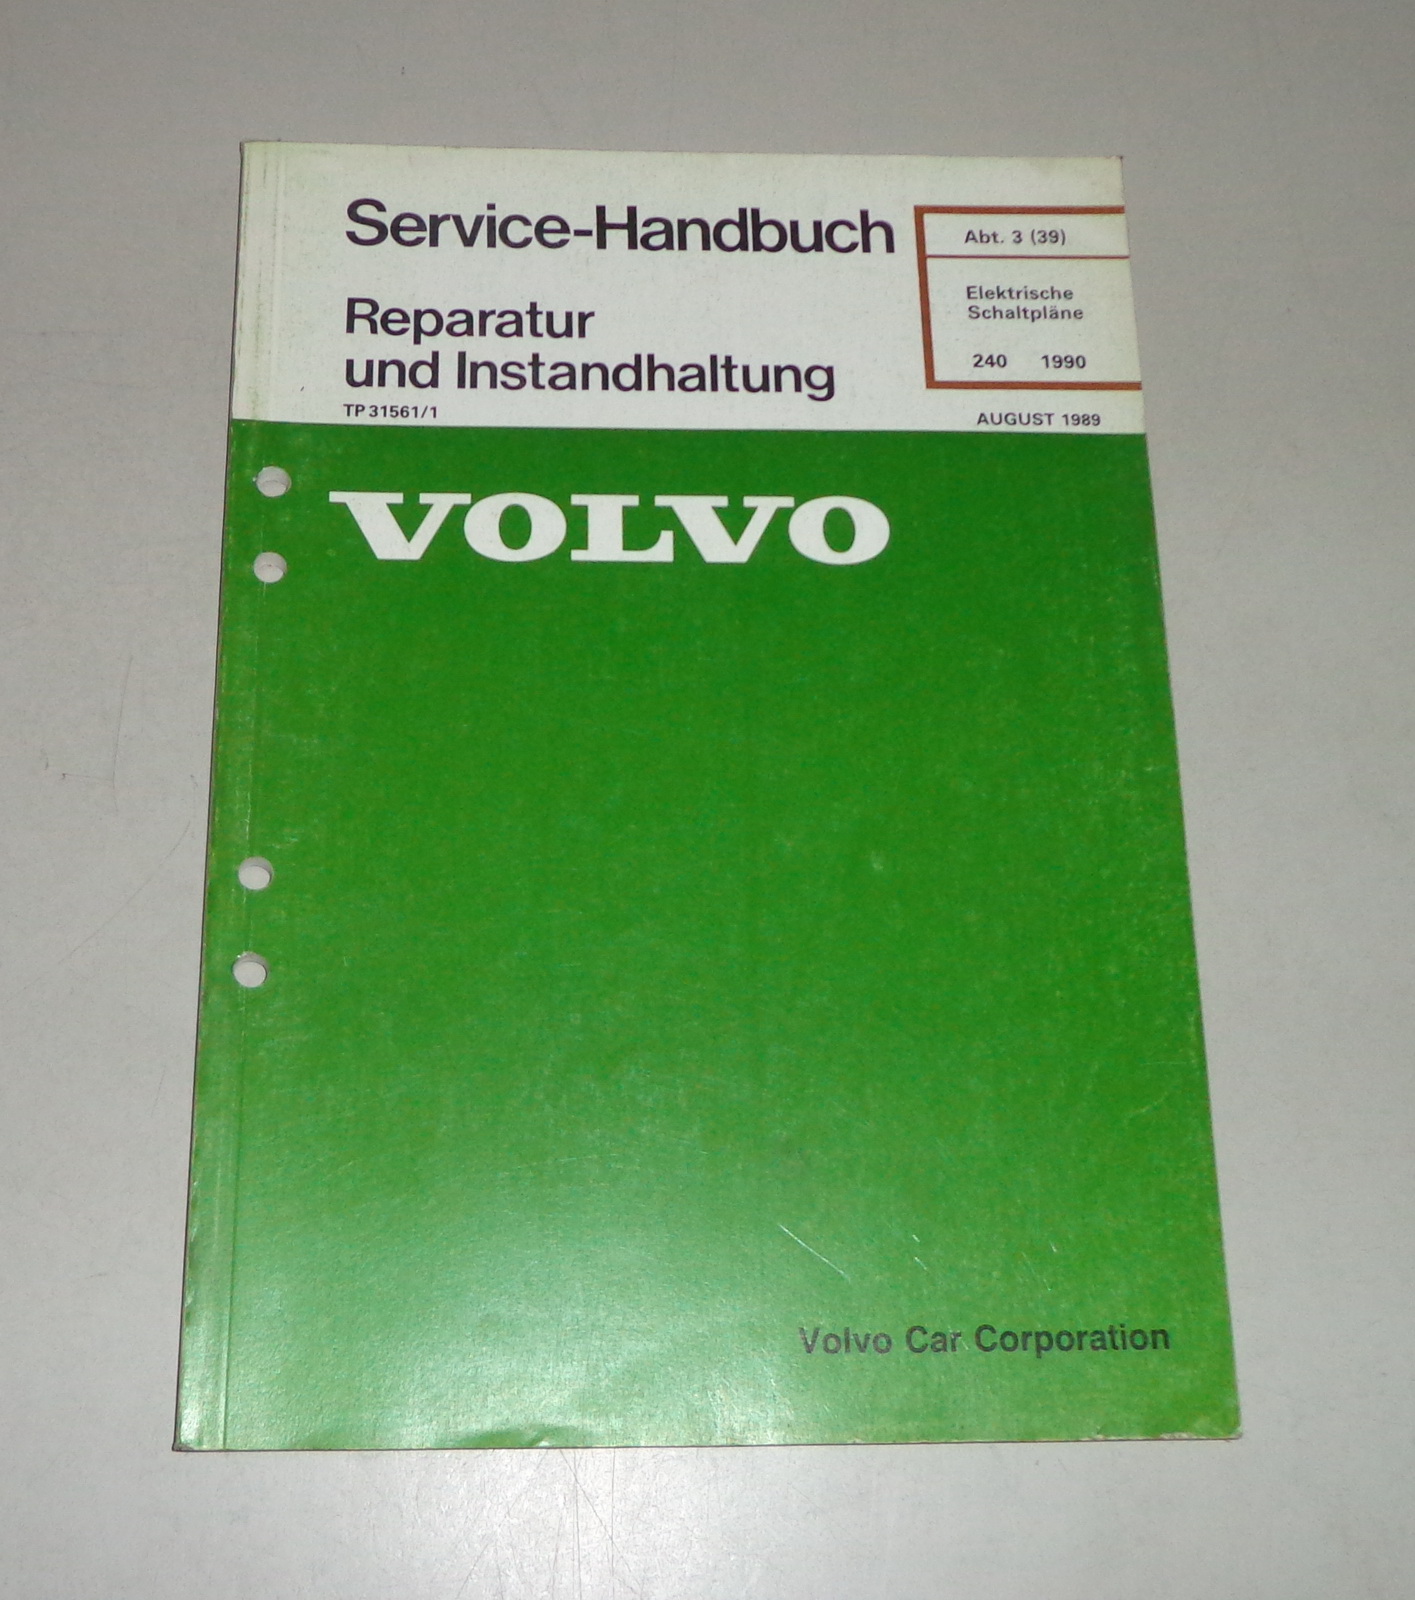 Service-Handbuch
Reparatur
und Instandhaltung
TP 31561/1
Abt. 3 (39)
Elektrische
Schaltpläne
240 1990
AUGUST 1989
VOLVO
Volvo Car Corporation